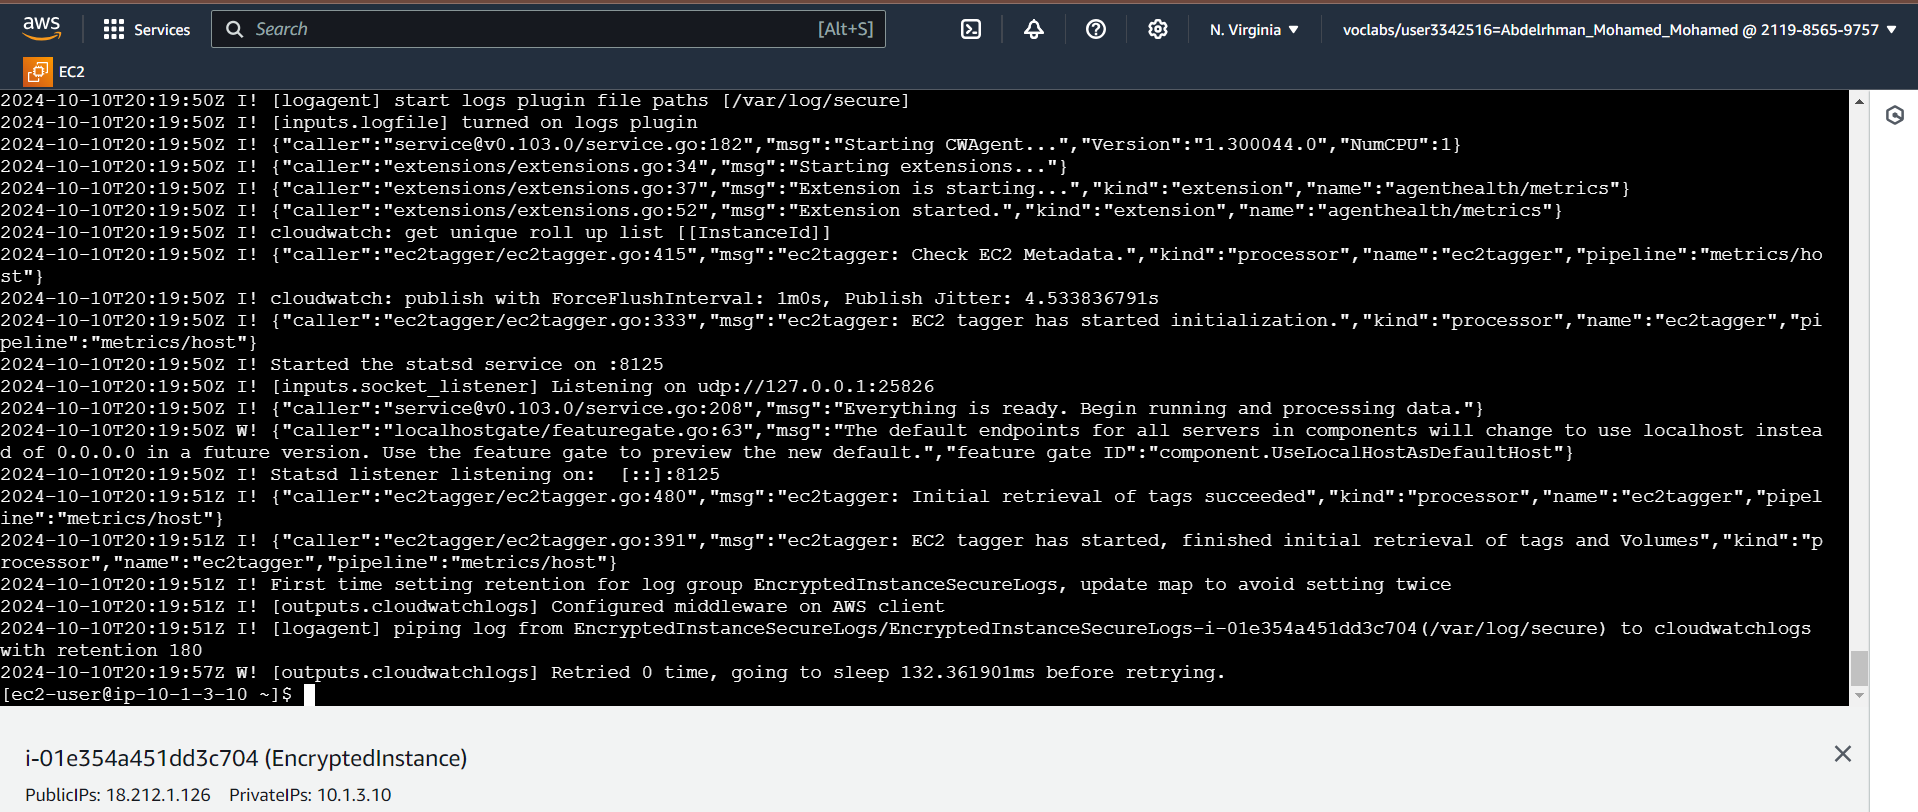 aws
Services
Search
[Alt+S]
N. Virginia
voclabs/user3342516=Abdelrhman_Mohamed_Mohamed @ 2119-8565-9757
EC2
2024-10-10T20:19:50Z I! [logagent] start logs plugin file paths [/var/log/secure]
2024-10-10T20:19:50Z I! [inputs.logfile] turned on logs plugin
2024-10-10T20:19:50Z I! {"caller":"service@v0.103.0/service.go:182","msg":"Starting CWAgent...","Version":"1.300044.0","NumCPU":1}
2024-10-10T20:19:50Z I! {"caller":"extensions/extensions.go:34","msg":"Starting extensions..."}
2024-10-10T20:19:50Z I! {"caller":"extensions/extensions.go:37","msg":"Extension is starting...","kind":"extension","name":"agenthealth/metrics"}
2024-10-10T20:19:50Z I! {"caller":"extensions/extensions.go:52","msg":"Extension started.","kind":"extension","name":"agenthealth/metrics"}
2024-10-10T20:19:50Z I! cloudwatch: get unique roll up list [[InstanceId]]
2024-10-10T20:19:50Z I! {"caller":"ec2tagger/ec2tagger.go:415","msg":"ec2tagger: Check EC2 Metadata.","kind":"processor","name":"ec2tagger","pipeline":"metrics/ho
st"}
2024-10-10T20:19:50Z I! cloudwatch: publish with ForceFlushInterval: 1m0s, Publish Jitter: 4.533836791s
2024-10-10T20:19:50Z I! {"caller":"ec2tagger/ec2tagger.go:333","msg":"ec2tagger: EC2 tagger has started initialization.","kind":"processor","name":"ec2tagger","pi
peline":"metrics/host"}
2024-10-10T20:19:50Z I! Started the statsd service on :8125
2024-10-10T20:19:50Z I! [inputs.socket_listener] Listening on udp://127.0.0.1:25826
2024-10-10T20:19:50Z I! {"caller":"service@v0.103.0/service.go:208","msg":"Everything is ready. Begin running and processing data."}
2024-10-10T20:19:50Z W! {"caller":"localhostgate/featuregate.go:63","msg":"The default endpoints for all servers in components will change to use localhost instea
d of 0.0.0.0 in a future version. Use the feature gate to preview the new default.","feature gate ID":"component.UseLocalHostAsDefaultHost"}
2024-10-10T20:19:50Z I! Statsd listener listening on:  [::]:8125
2024-10-10T20:19:51Z I! {"caller":"ec2tagger/ec2tagger.go:480","msg":"ec2tagger: Initial retrieval of tags succeeded","kind":"processor","name":"ec2tagger","pipel
ine":"metrics/host"}
2024-10-10T20:19:51Z I! {"caller":"ec2tagger/ec2tagger.go:391","msg":"ec2tagger: EC2 tagger has started, finished initial retrieval of tags and Volumes","kind":"p
rocessor","name":"ec2tagger","pipeline":"metrics/host"}
2024-10-10T20:19:51Z I! First time setting retention for log group EncryptedInstanceSecureLogs, update map to avoid setting twice
2024-10-10T20:19:51Z I! [outputs.cloudwatchlogs] Configured middleware on AWS client
2024-10-10T20:19:51Z I! [logagent] piping log from EncryptedInstanceSecureLogs/EncryptedInstanceSecureLogs-i-01e354a451dd3c704(/var/log/secure) to cloudwatchlogs
with retention 180
2024-10-10T20:19:57Z W! [outputs.cloudwatchlogs] Retried 0 time, going to sleep 132.361901ms before retrying.
[ec2-user@ip-10-1-3-10 ~]$
i-01e354a451dd3c704 (EncryptedInstance)
PublicIPs: 18.212.1.126 PrivateIPs: 10.1.3.10